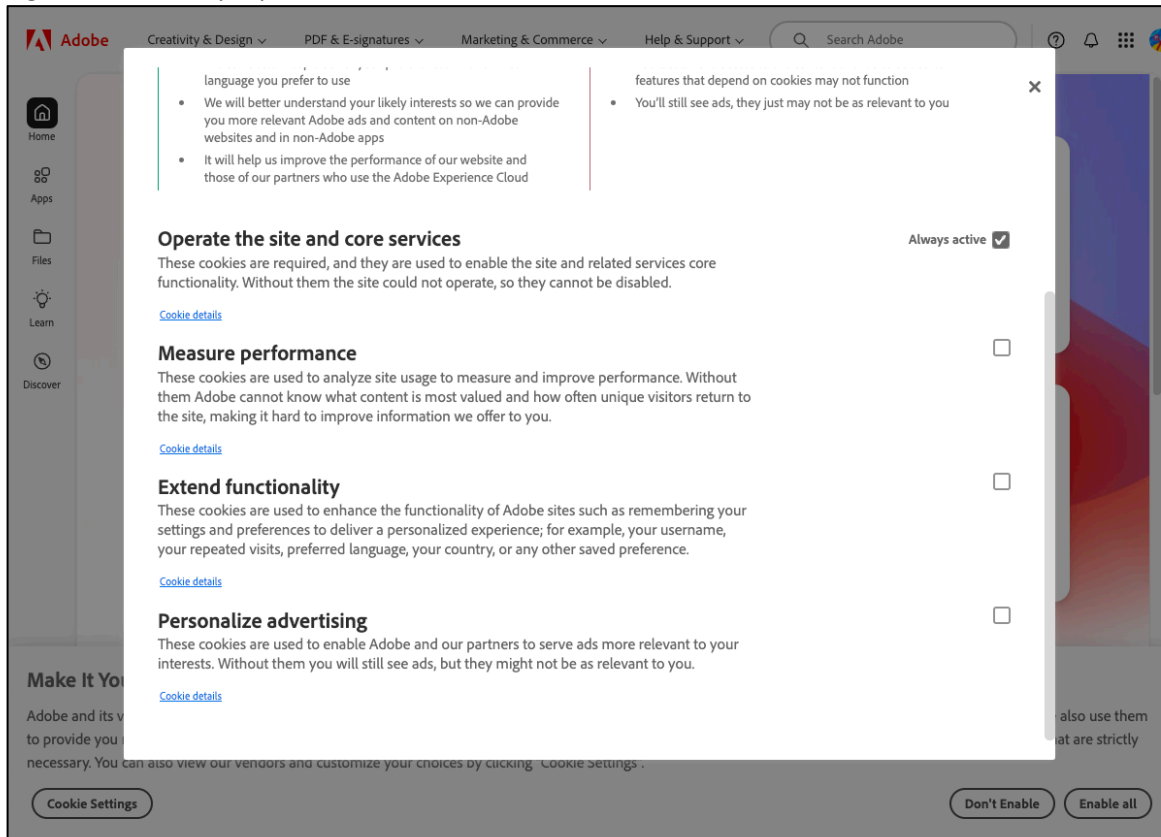 Adobe
Creativity & Design
PDF & E-signatures
Marketing & Commerce
Help & Support
Search Adobe
Home
Apps
Files
Learn
Discover
language you prefer to use
• We will better understand your likely interests so we can provide
you more relevant Adobe ads and content on non-Adobe
websites and in non-Adobe apps
• It will help us improve the performance of our website and
those of our partners who use the Adobe Experience Cloud
features that depend on cookies may not function
• You'll still see ads, they just may not be as relevant to you
Operate the site and core services
Always active
These cookies are required, and they are used to enable the site and related services core
functionality. Without them the site could not operate, so they cannot be disabled.
Cookie details
Measure performance
These cookies are used to analyze site usage to measure and improve performance. Without
them Adobe cannot know what content is most valued and how often unique visitors return to
the site, making it hard to improve information we offer to you.
Cookie details
Extend functionality
These cookies are used to enhance the functionality of Adobe sites such as remembering your
settings and preferences to deliver a personalized experience; for example, your username,
your repeated visits, preferred language, your country, or any other saved preference.
Cookie details
Personalize advertising
These cookies are used to enable Adobe and our partners to serve ads more relevant to your
interests. Without them you will still see ads, but they might not be as relevant to you.
Cookie details
Make It You
Adobe and its v also use them
to provide you at are strictly
necessary. You can also view our vendors and customize your choices by clicking "Cookie Settings".
Cookie Settings
Don't Enable
Enable all